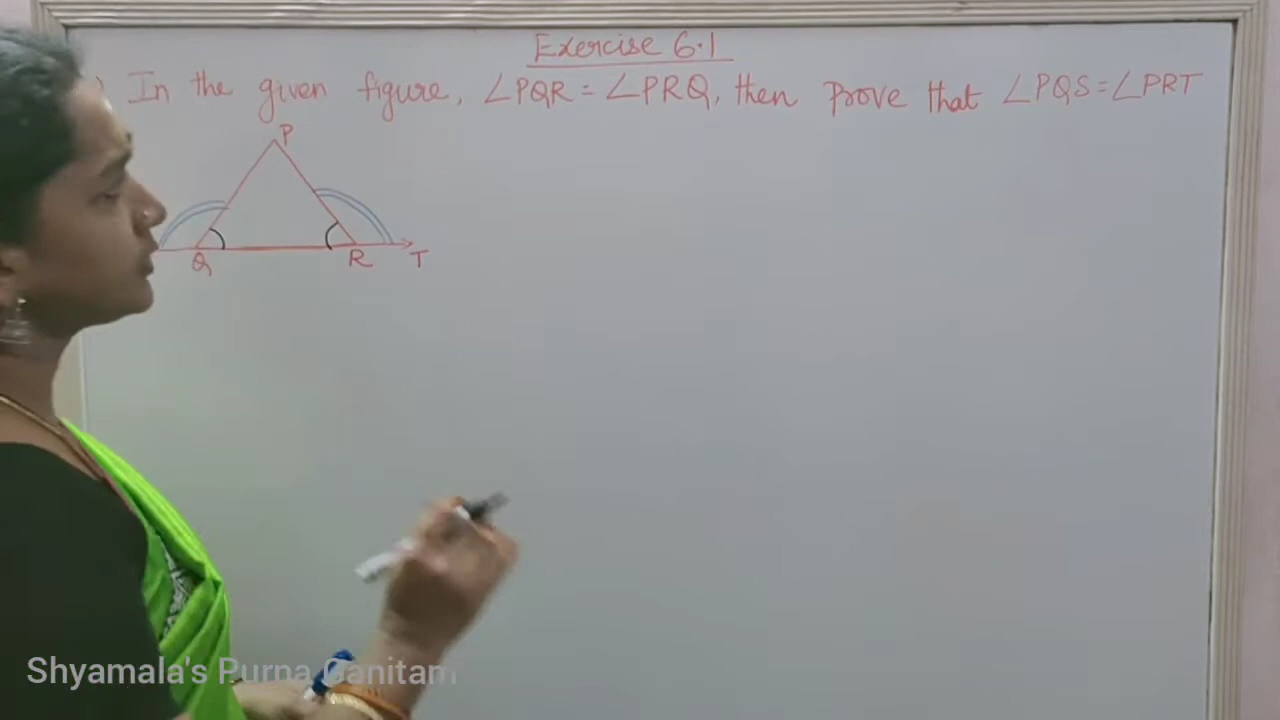 Exercise 6.1
) In the given figure, ∠PQR = ∠PRQ, then prove that ∠PQS = ∠PRT
P
Q R T
Shyamala's Purna Ganitam